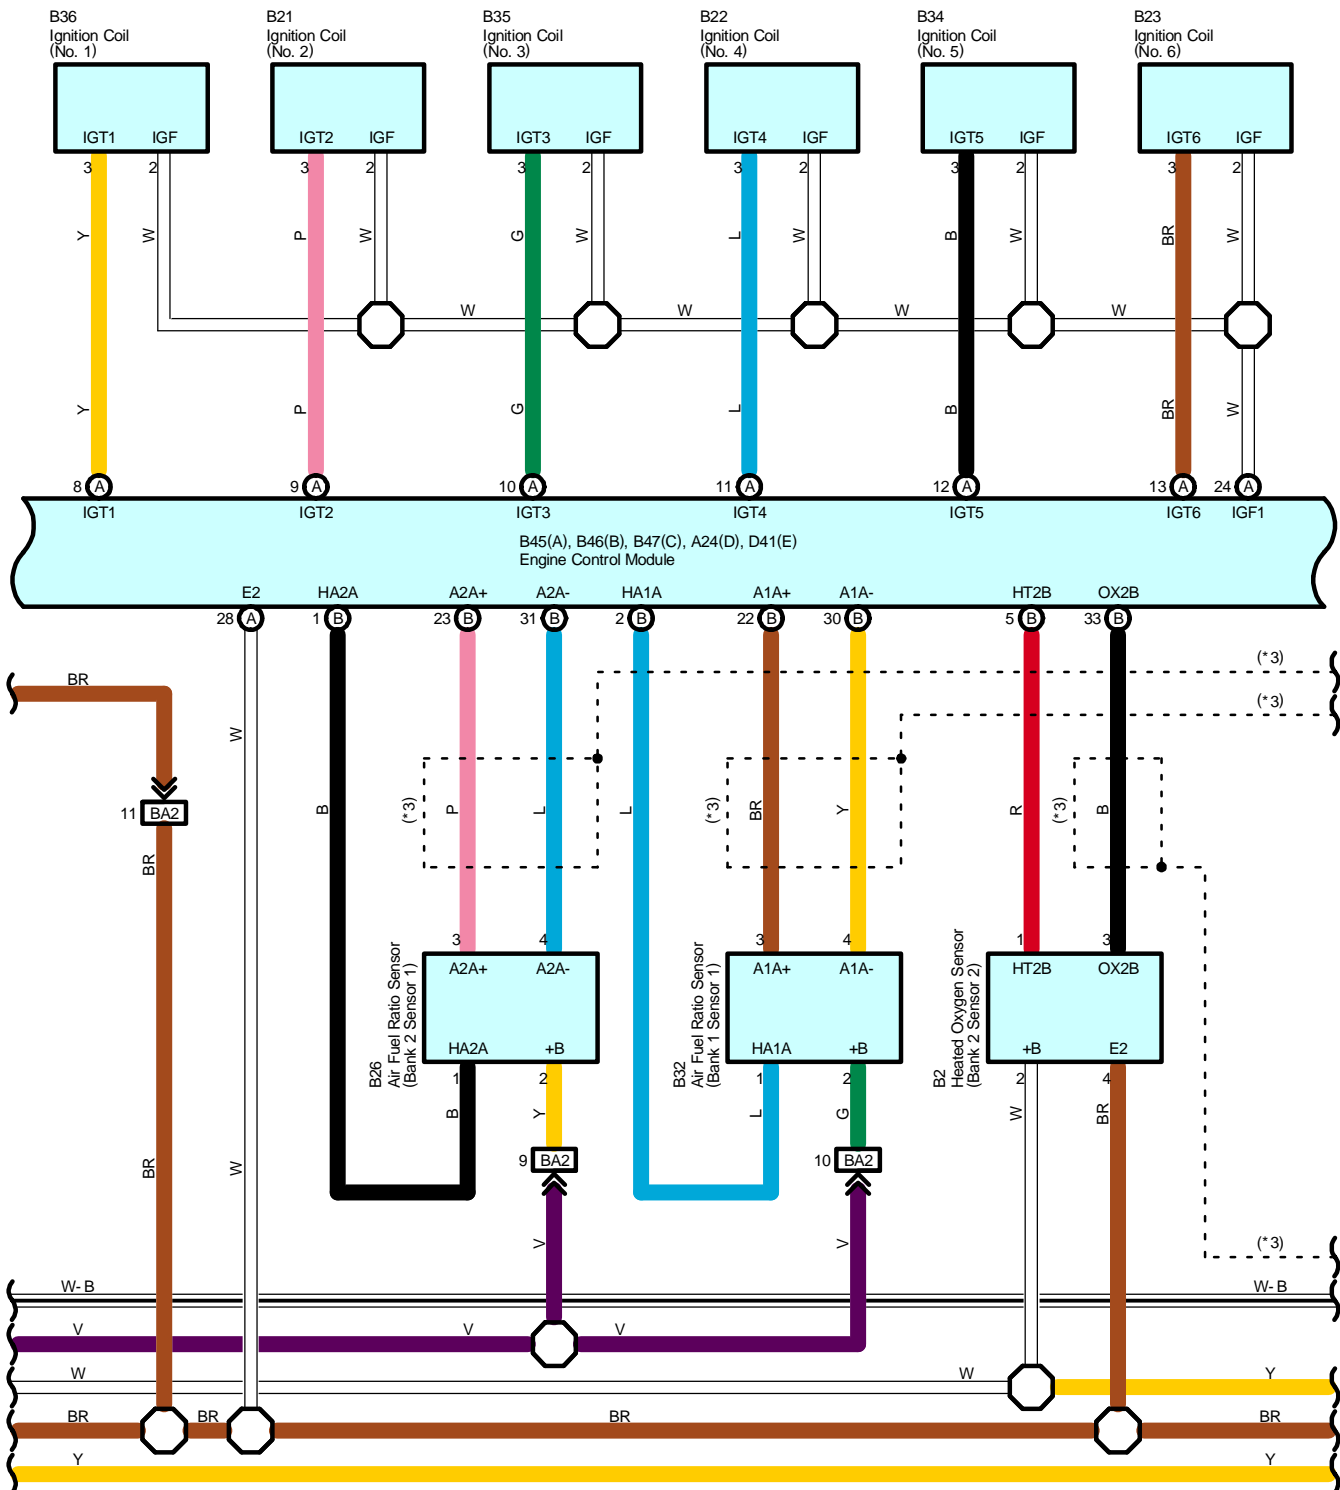 B36
Ignition Coil
(No. 1)
B21
Ignition Coil
(No. 2)
B35
Ignition Coil
(No. 3)
B22
Ignition Coil
(No. 4)
B34
Ignition Coil
(No. 5)
B23
Ignition Coil
(No. 6)
IGT1 IGF
IGT2 IGF
IGT3 IGF
IGT4 IGF
IGT5 IGF
IGT6 IGF
3 2 3 2 3 2 3 2 3 2 3 2
Y W P W G W L W B W BR W
W W W W
Y P G L B BR W
8 A 9 A 10 A 11 A 12 A 13 A 24 A
IGT1 IGT2 IGT3 IGT4 IGT5 IGT6 IGF1
B45(A), B46(B), B47(C), A24(D), D41(E)
Engine Control Module
E2 HA2A A2A+ A2A- HA1A A1A+ A1A- HT2B OX2B
28 A 1 B 23 B 31 B 2 B 22 B 30 B 5 B 33 B
(*3)
BR
(*3)
W
11 BA2
B (*3) P L L (*3) BR Y R (*3) B
BR
3 4 3 4 1 3
A2A+ A2A- A1A+ A1A- HT2B OX2B
B26
Air Fuel Ratio Sensor
(Bank 2 Sensor 1)
B32
Air Fuel Ratio Sensor
(Bank 1 Sensor 1)
B2
Heated Oxygen Sensor
(Bank 2 Sensor 2)
HA2A +B HA1A +B +B E2
1 2 1 2 2 4
B Y L G W BR
BR W
9 BA2
10 BA2
V V
(*3)
W-B W-B
V V V
W W Y
BR BR BR BR
Y Y